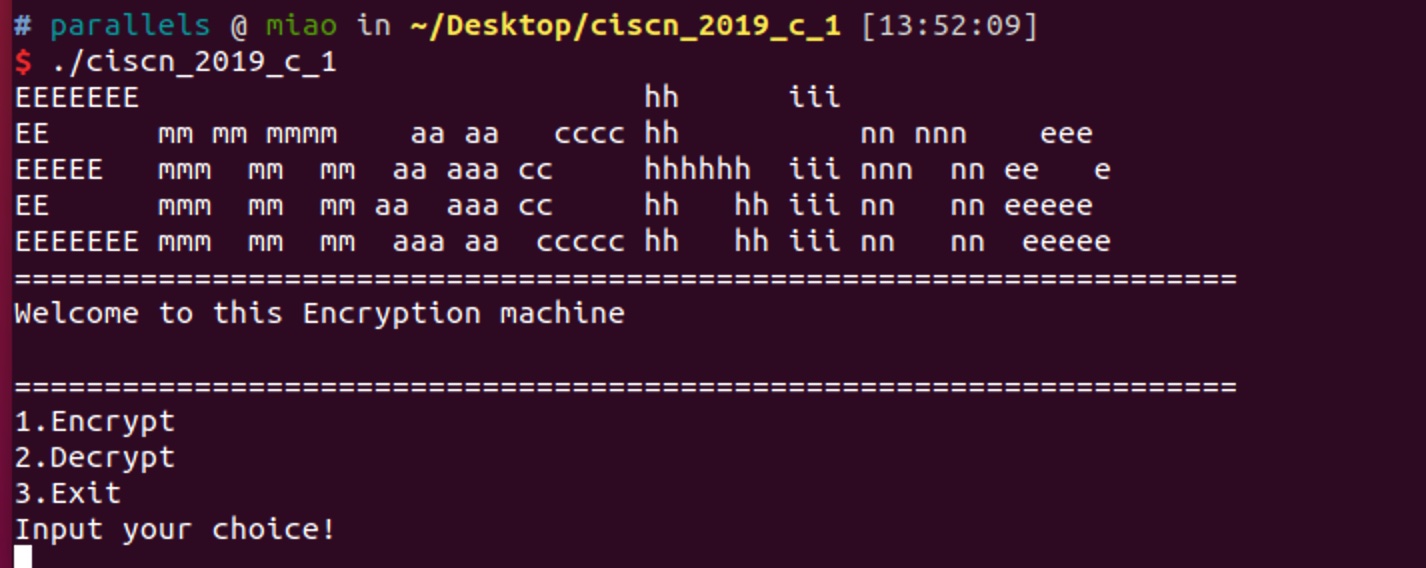 # parallels @ miao in ~/Desktop/ciscn_2019_c_1 [13:52:09]
$ ./ciscn_2019_c_1
EEEEEEE                            hh      iii
EE      mm mm mmmm    aa aa   cccc hh          nn nnn    eee
EEEEE   mmm  mm  mm  aa aaa cc     hhhhhh  iii nnn  nn ee   e
EE      mmm  mm  mm aa  aaa cc     hh   hh iii nn   nn eeeee
EEEEEEE mmm  mm  mm  aaa aa  ccccc hh   hh iii nn   nn  eeeee
====================================================================
Welcome to this Encryption machine

====================================================================
1.Encrypt
2.Decrypt
3.Exit
Input your choice!